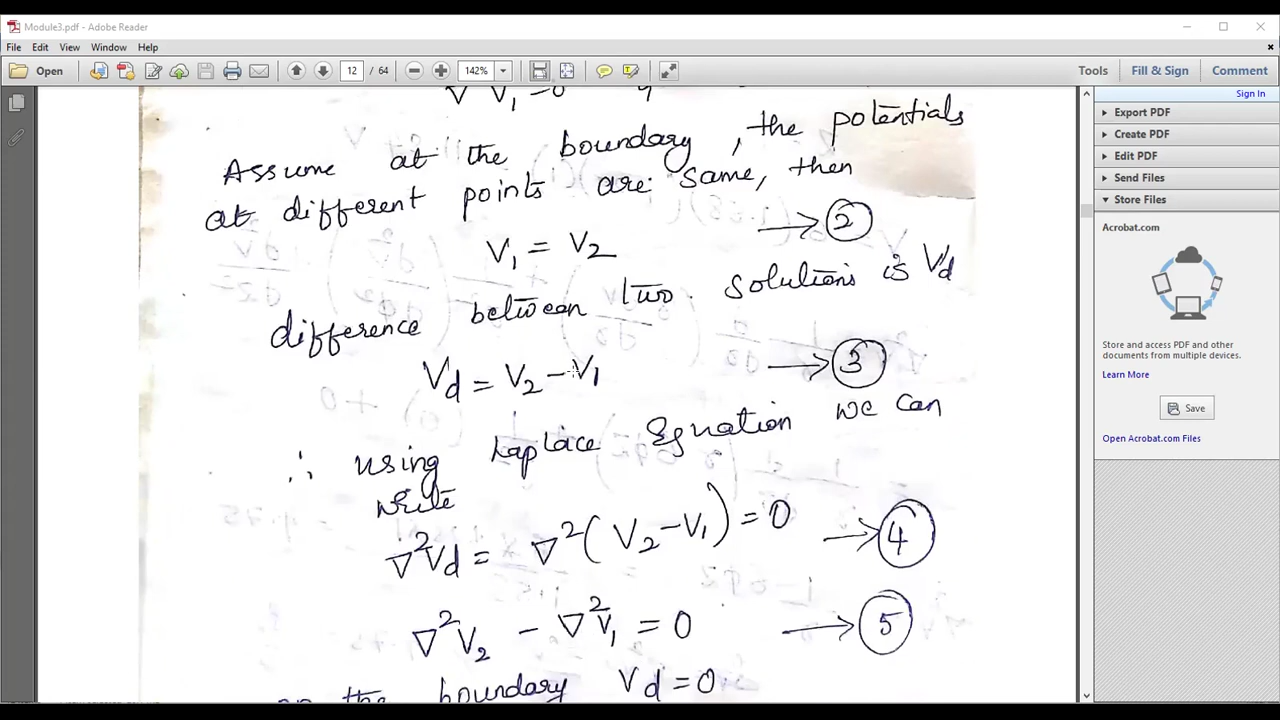 Module3.pdf - Adobe Reader
File Edit View Window Help
Open 12 / 64 142% Tools Fill & Sign Comment
Sign In
Export PDF
Create PDF
Edit PDF
Send Files
Store Files
Acrobat.com
Store and access PDF and other
documents from multiple devices.
Learn More
Save
Open Acrobat.com Files
∇²V₁ = 0
Assume at the boundary, the potentials
at different points are same, then
V₁ = V₂ → ②
difference between two solutions is Vd
Vd = V₂ − V₁ → ③
∴ using Laplace Equation we can
write
∇²Vd = ∇²(V₂ − V₁) = 0 → ④
∇²V₂ − ∇²V₁ = 0 → ⑤
on the boundary Vd = 0